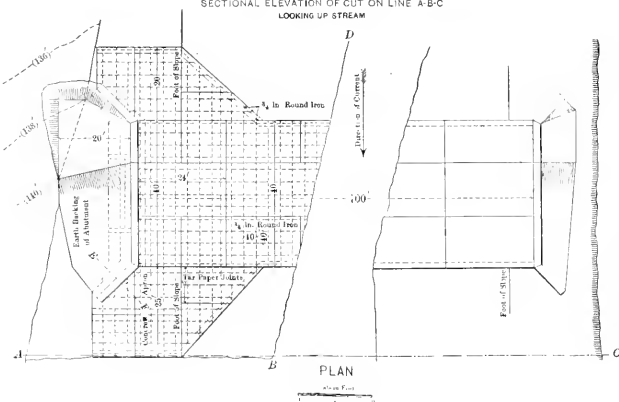 SECTIONAL ELEVATION OF CUT ON LINE A-B-C
LOOKING UP STREAM
D
(136)
(138)
(140)
20'
Foot of Slope
20'
¾ In Round Iron
Direction of Current
Earth Backing
of Abutment
A
40'
24'
40'
100'
¾ In. Round Iron
Tar Paper Joints
Concrete
Apron
25'
Foot of Slope
Foot of Slope
A
B
C
PLAN